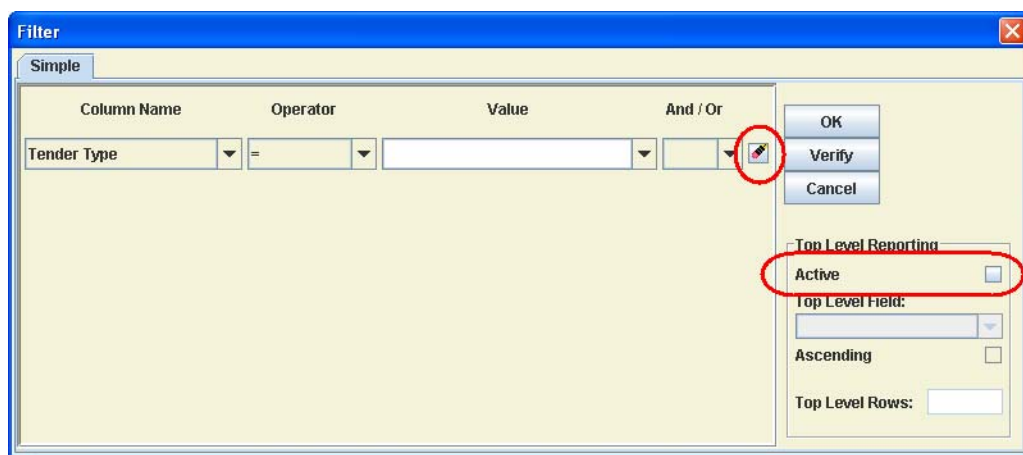 Filter
Simple
Column Name Operator Value And / Or
Tender Type =
OK
Verify
Cancel
Top Level Reporting
Active
Top Level Field:
Ascending
Top Level Rows: